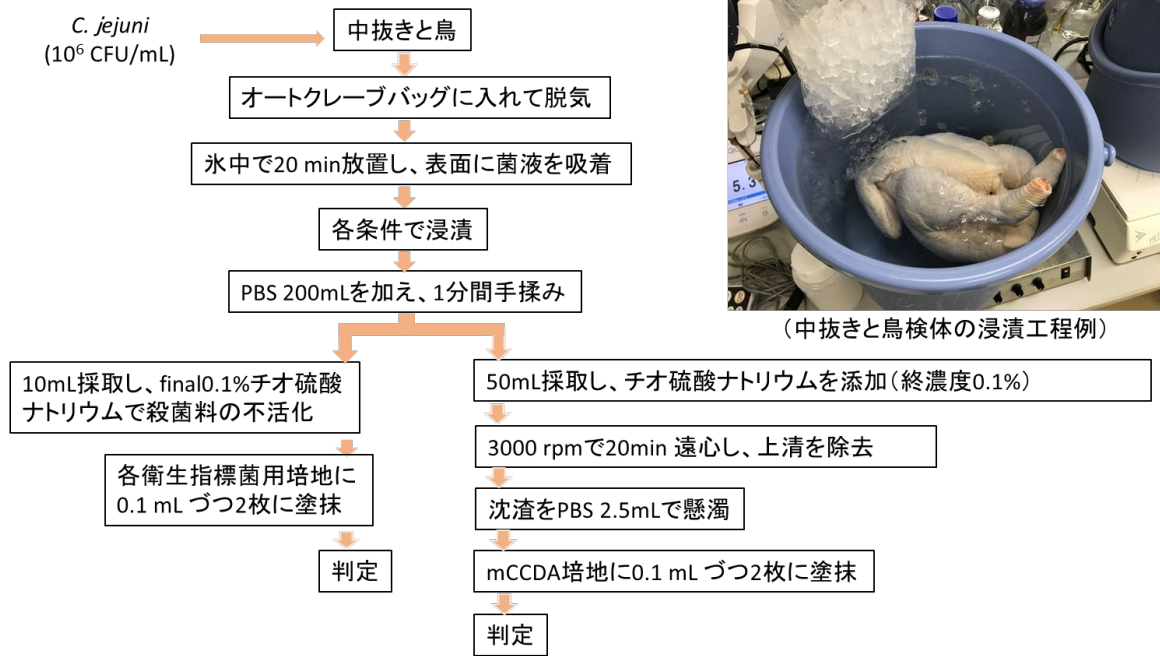 C. jejuni
(10⁶ CFU/mL)
中抜きと鳥
オートクレーブバッグに入れて脱気
氷中で20 min放置し、表面に菌液を吸着
各条件で浸漬
PBS 200mLを加え、1分間手揉み
10mL採取し、final0.1%チオ硫酸
ナトリウムで殺菌料の不活化
各衛生指標菌用培地に
0.1 mL づつ2枚に塗抹
判定
50mL採取し、チオ硫酸ナトリウムを添加（終濃度0.1%）
3000 rpmで20min 遠心し、上清を除去
沈渣をPBS 2.5mLで懸濁
mCCDA培地に0.1 mL づつ2枚に塗抹
判定
5.3
（中抜きと鳥検体の浸漬工程例）